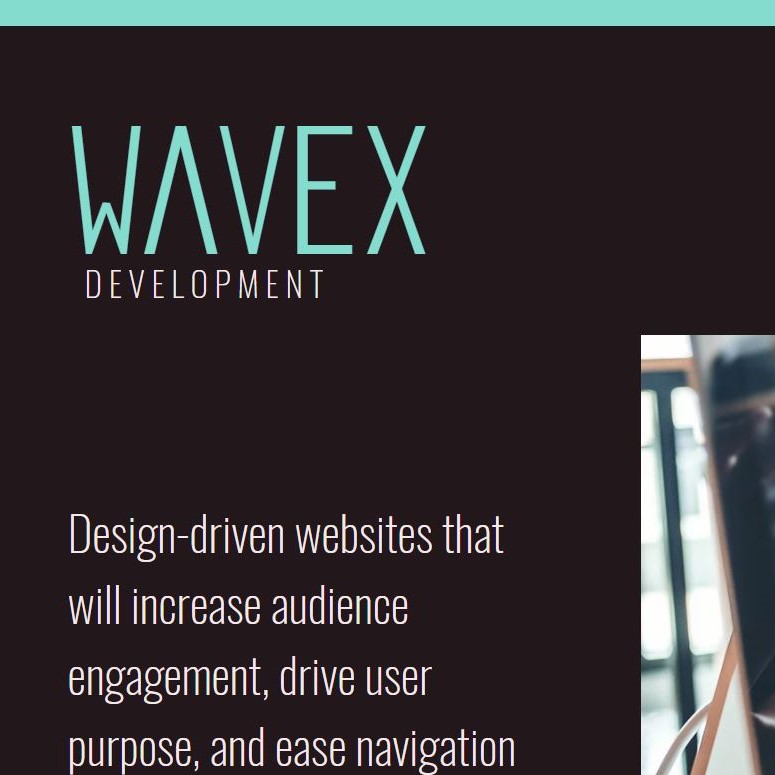 WAVEX
DEVELOPMENT
Design-driven websites that
will increase audience
engagement, drive user
purpose, and ease navigation